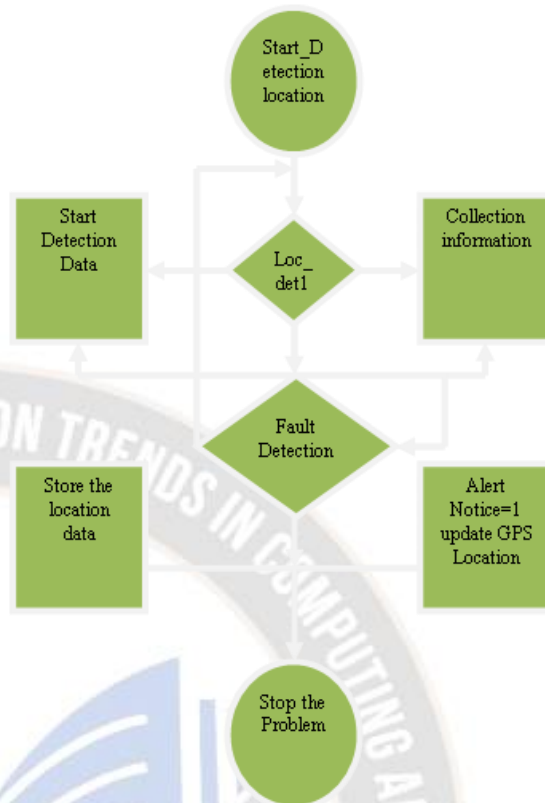 Start_D
etection
location
Start
Detection
Data
Loc_
det1
Collection
information
Fault
Detection
Store the
location
data
Alert
Notice=1
update GPS
Location
Stop the
Problem
ON TRENDS IN COMPUTING A